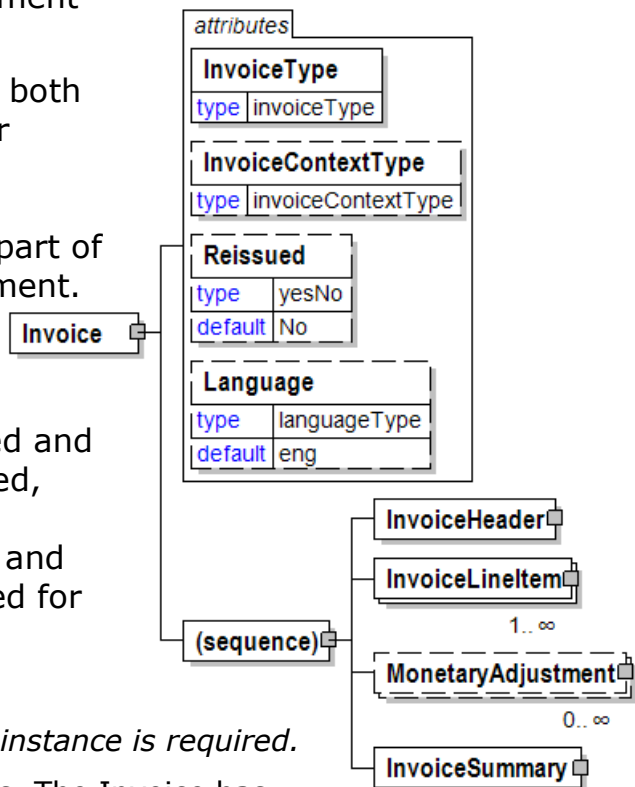 attributes
InvoiceType
type invoiceType
both
InvoiceContextType
type invoiceContextType
part of
Reissued
type yesNo
default No
Invoice
Language
type languageType
default eng
ed and
ed,
InvoiceHeader
and
InvoiceLineItem
ed for
1.. ∞
(sequence)
MonetaryAdjustment
0.. ∞
instance is required.
InvoiceSummary
The Invoice has